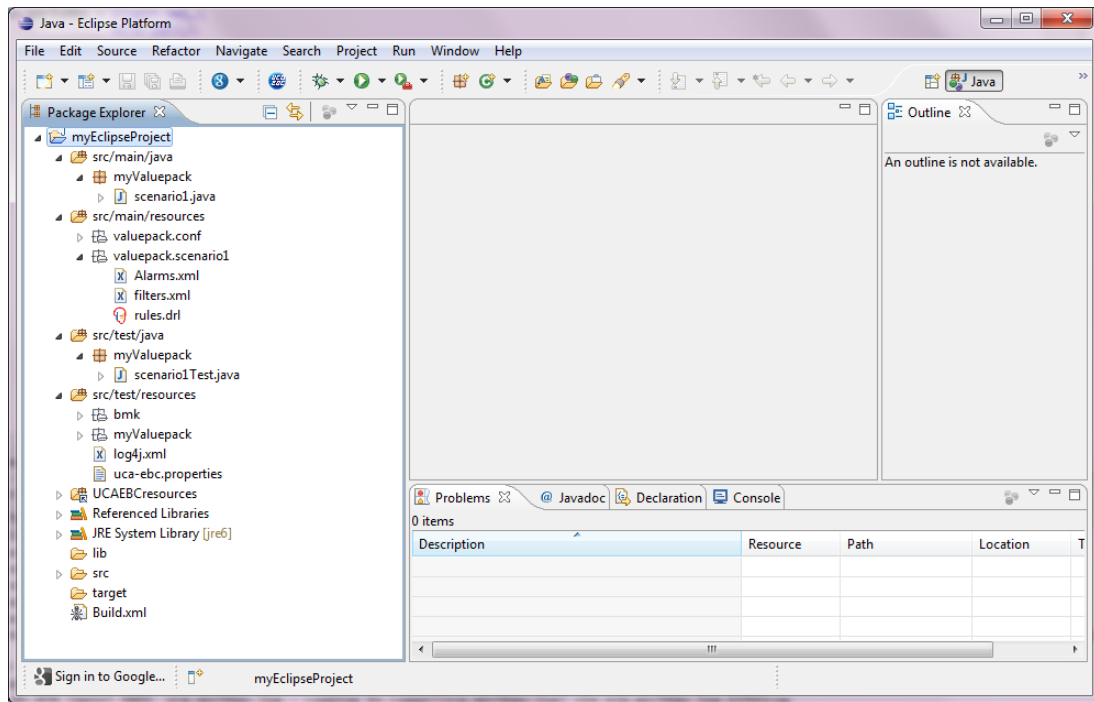 Java - Eclipse Platform
File Edit Source Refactor Navigate Search Project Run Window Help
Java
Package Explorer
myEclipseProject
src/main/java
myValuepack
scenario1.java
src/main/resources
valuepack.conf
valuepack.scenario1
Alarms.xml
filters.xml
rules.drl
src/test/java
myValuepack
scenario1Test.java
src/test/resources
bmk
myValuepack
log4j.xml
uca-ebc.properties
UCAEBCresources
Referenced Libraries
JRE System Library [jre6]
lib
src
target
Build.xml
Outline
An outline is not available.
Problems @ Javadoc Declaration Console
0 items
Description Resource Path Location T
Sign in to Google... myEclipseProject